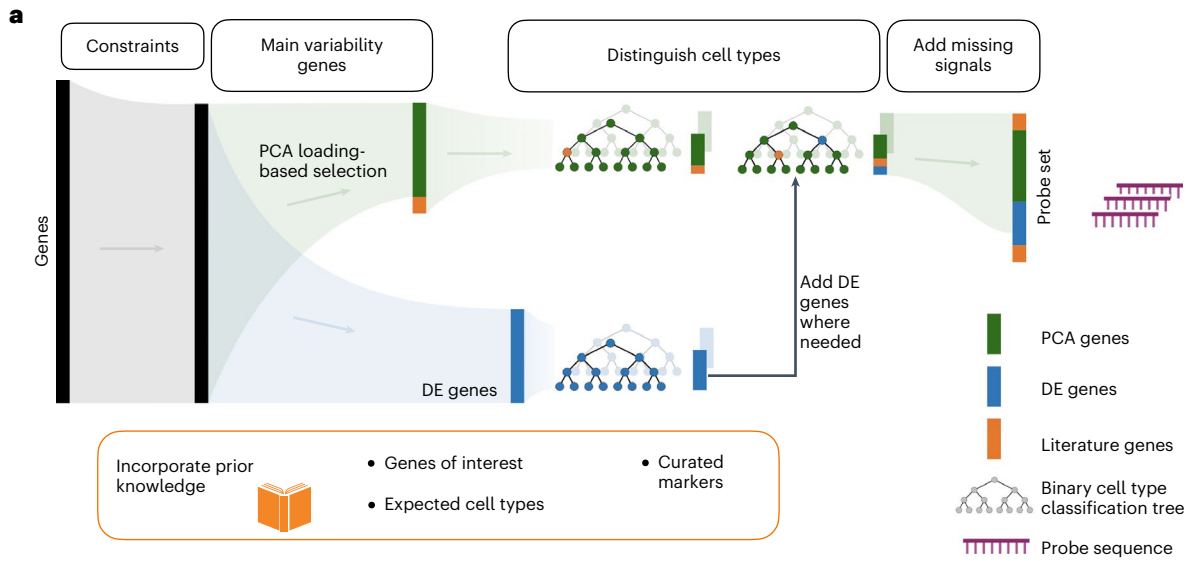 a
Constraints
Main variability
genes
Distinguish cell types
Add missing
signals
Genes
PCA loading-
based selection
Probe set
Add DE
genes
where
needed
DE genes
PCA genes
DE genes
Literature genes
Binary cell type
classification tree
Probe sequence
Incorporate prior
knowledge
• Genes of interest
• Expected cell types
• Curated
markers